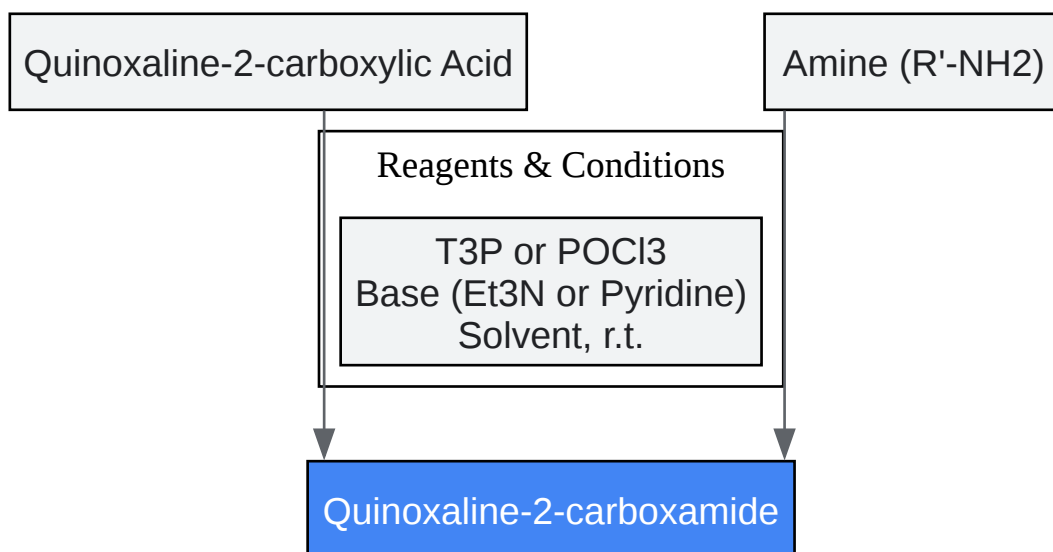 Quinoxaline-2-carboxylic Acid
Amine (R'-NH2)
Reagents & Conditions
T3P or POCl3
Base (Et3N or Pyridine)
Solvent, r.t.
Quinoxaline-2-carboxamide